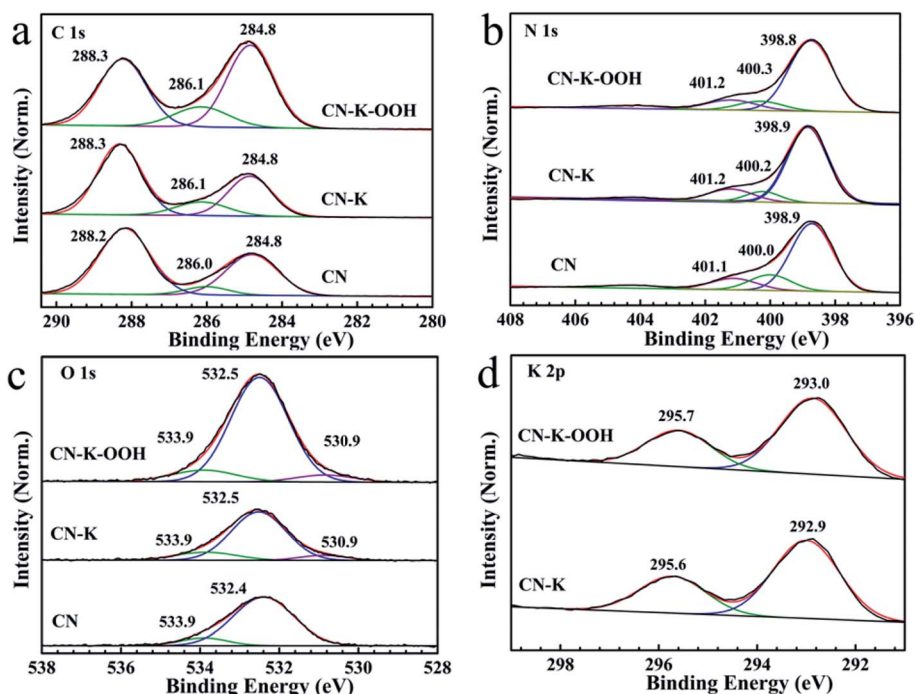 a
C 1s
284.8
288.3
286.1
CN-K-OOH
288.3
284.8
286.1
CN-K
288.2
284.8
286.0
CN
290 288 286 284 282 280
Binding Energy (eV)
Intensity (Norm.)
b
N 1s
398.8
CN-K-OOH
400.3
401.2
398.9
CN-K
400.2
401.2
398.9
CN
400.0
401.1
408 406 404 402 400 398 396
Binding Energy (eV)
Intensity (Norm.)
c
O 1s
532.5
533.9
530.9
CN-K-OOH
532.5
CN-K
533.9
530.9
532.4
CN
533.9
538 536 534 532 530 528
Binding Energy (eV)
Intensity (Norm.)
d
K 2p
293.0
CN-K-OOH
295.7
292.9
295.6
CN-K
298 296 294 292
Binding Energy (eV)
Intensity (Norm.)